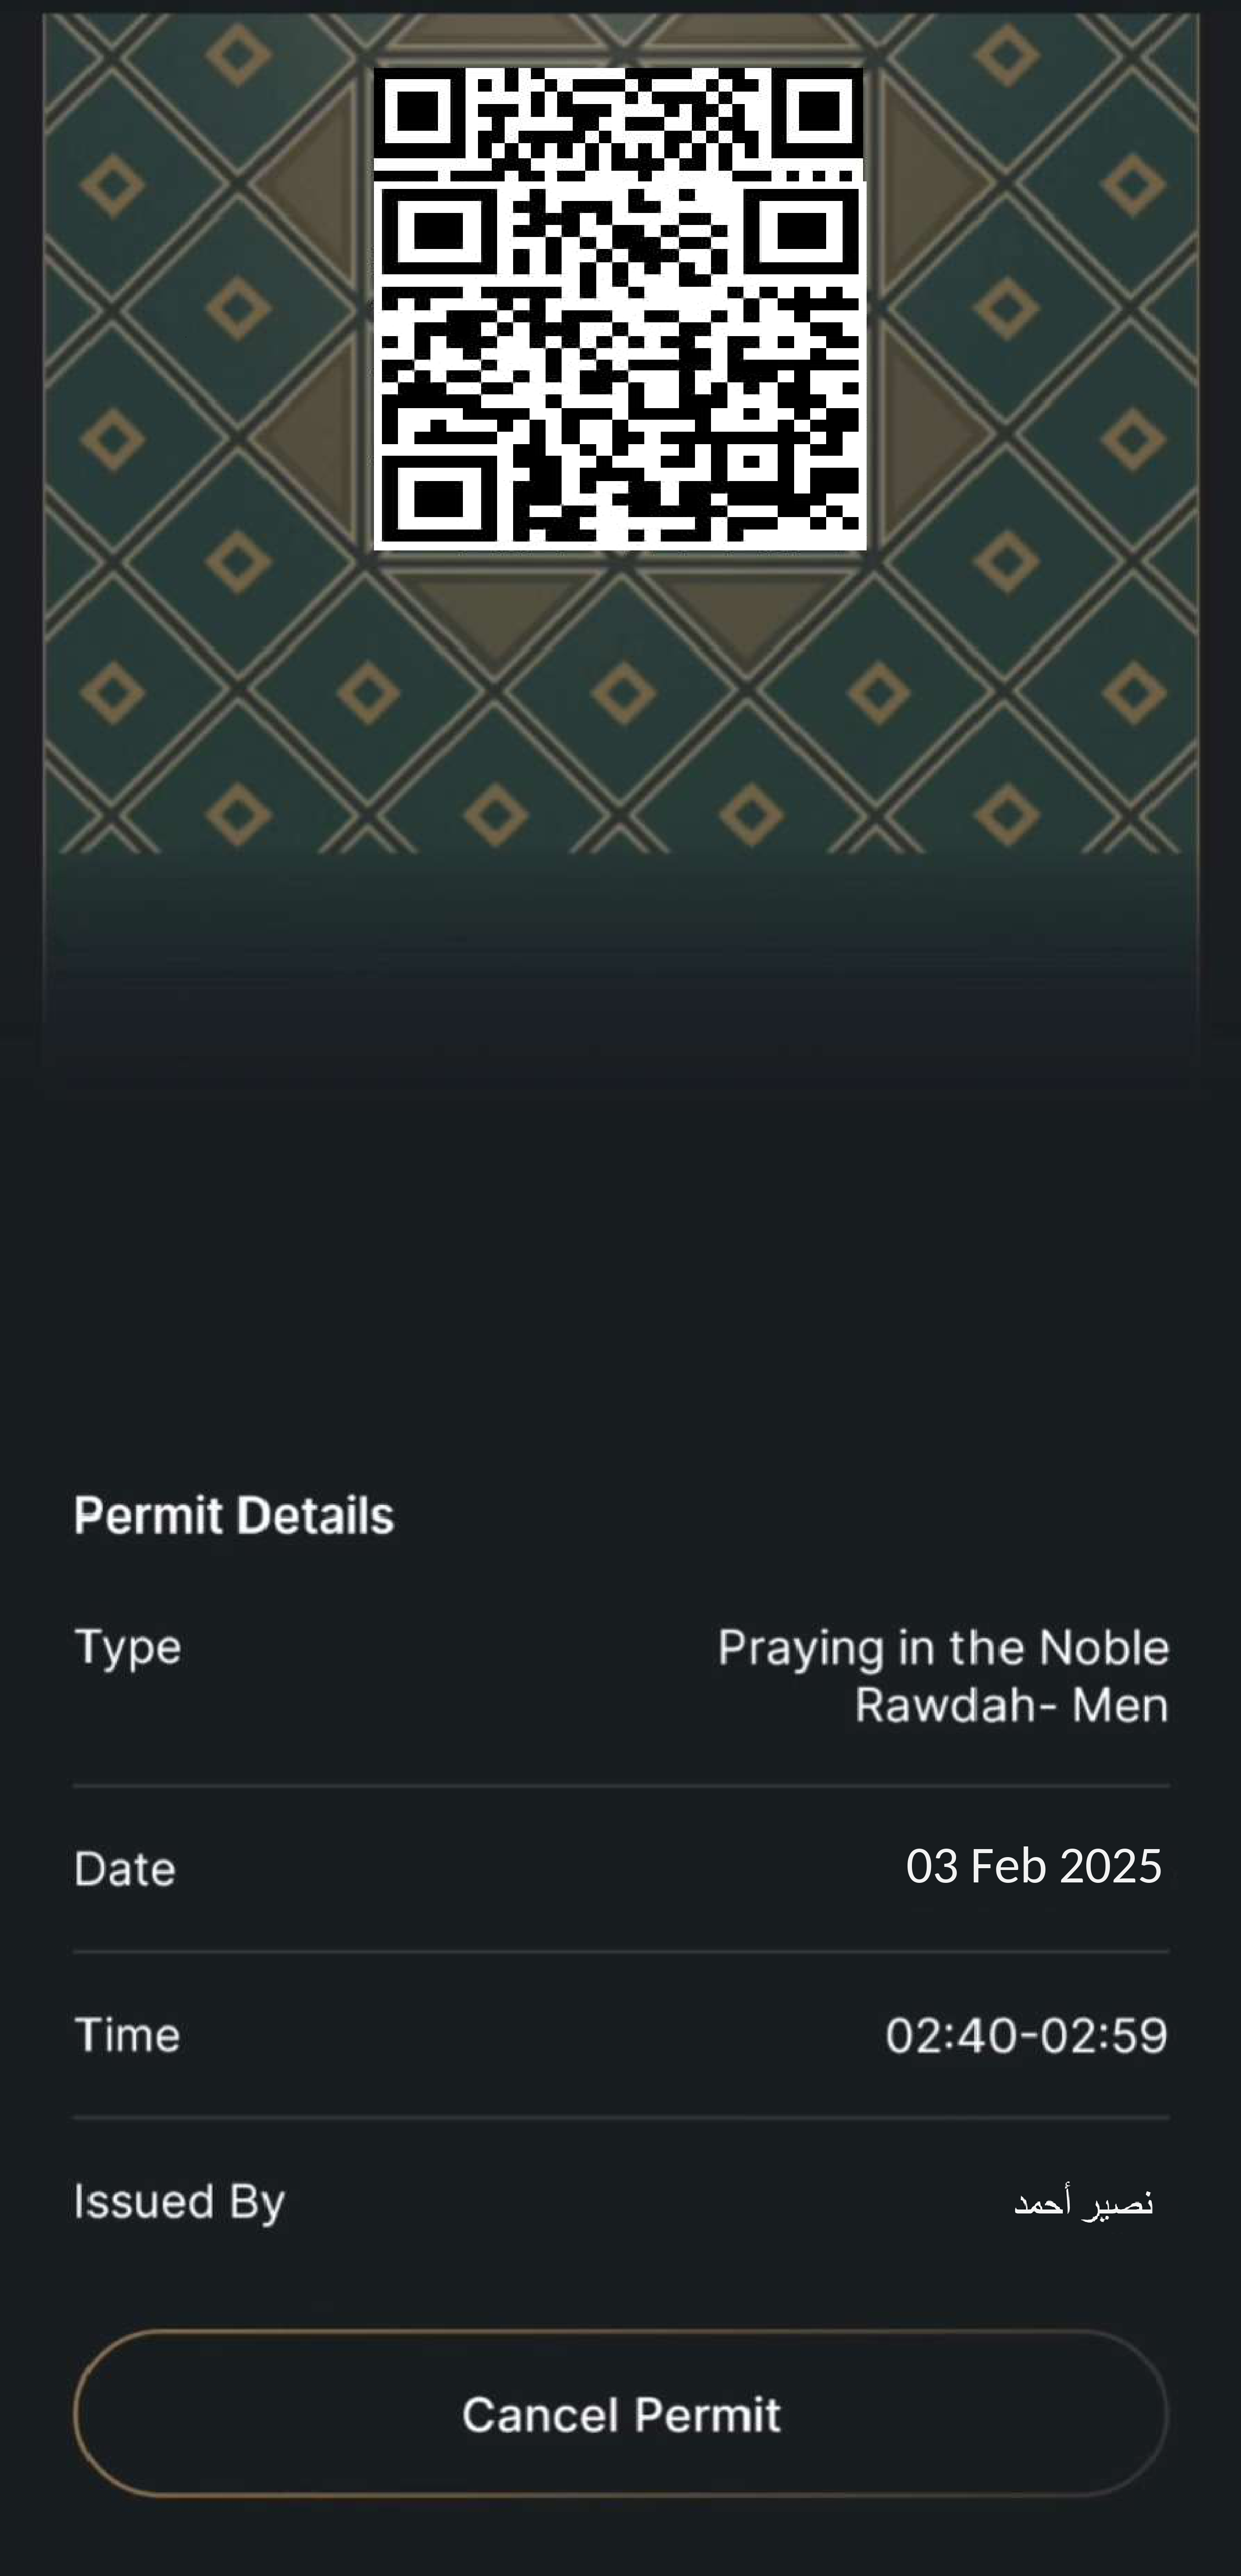 Permit Details
Type
Praying in the Noble
Rawdah- Men
Date
03 Feb 2025
Time
02:40-02:59
Issued By
نصير أحمد
Cancel Permit